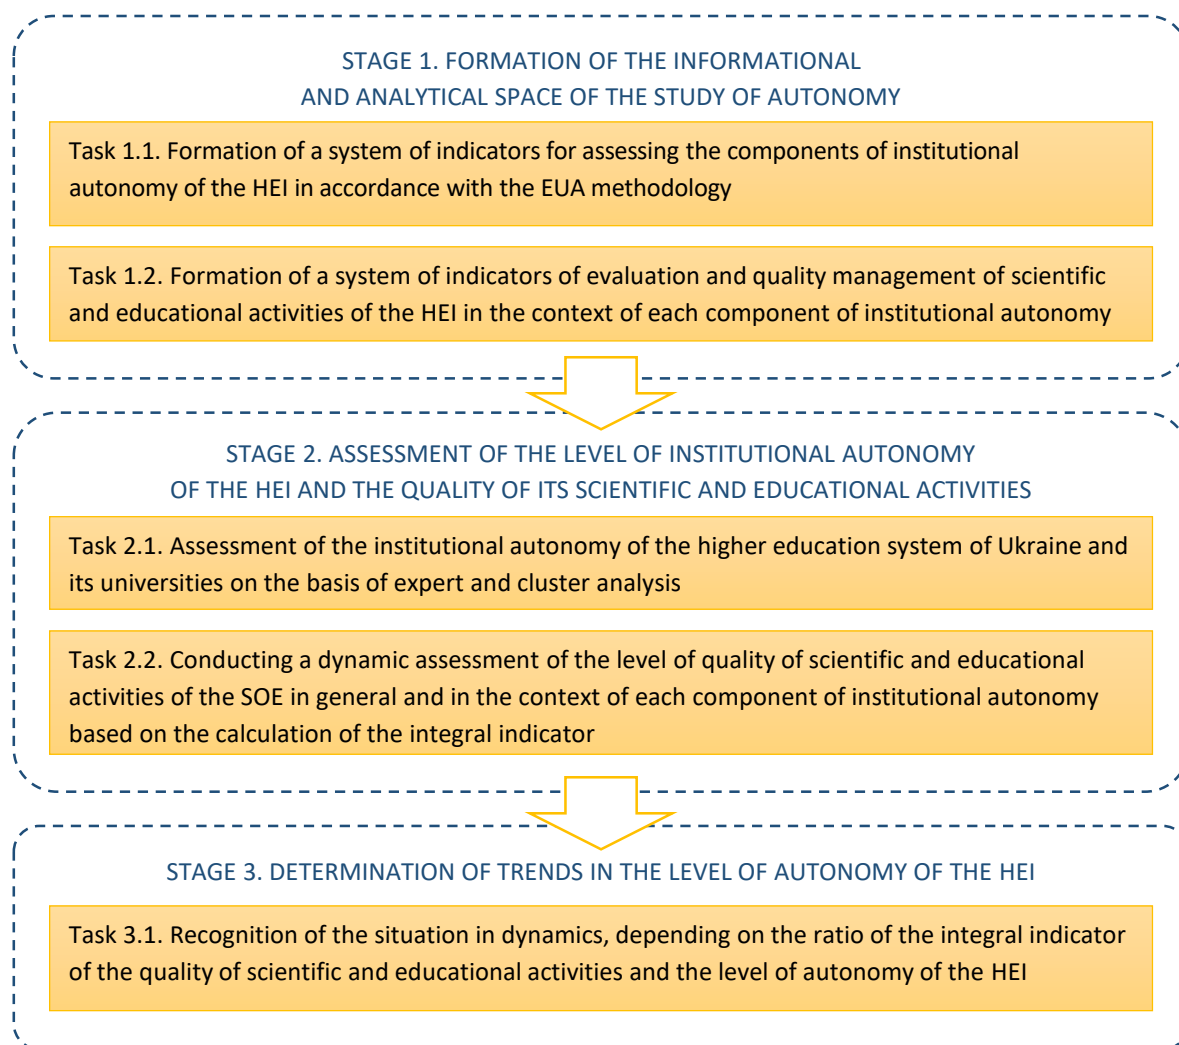 STAGE 1. FORMATION OF THE INFORMATIONAL
AND ANALYTICAL SPACE OF THE STUDY OF AUTONOMY
Task 1.1. Formation of a system of indicators for assessing the components of institutional
autonomy of the HEI in accordance with the EUA methodology
Task 1.2. Formation of a system of indicators of evaluation and quality management of scientific
and educational activities of the HEI in the context of each component of institutional autonomy
STAGE 2. ASSESSMENT OF THE LEVEL OF INSTITUTIONAL AUTONOMY
OF THE HEI AND THE QUALITY OF ITS SCIENTIFIC AND EDUCATIONAL ACTIVITIES
Task 2.1. Assessment of the institutional autonomy of the higher education system of Ukraine and
its universities on the basis of expert and cluster analysis
Task 2.2. Conducting a dynamic assessment of the level of quality of scientific and educational
activities of the SOE in general and in the context of each component of institutional autonomy
based on the calculation of the integral indicator
STAGE 3. DETERMINATION OF TRENDS IN THE LEVEL OF AUTONOMY OF THE HEI
Task 3.1. Recognition of the situation in dynamics, depending on the ratio of the integral indicator
of the quality of scientific and educational activities and the level of autonomy of the HEI